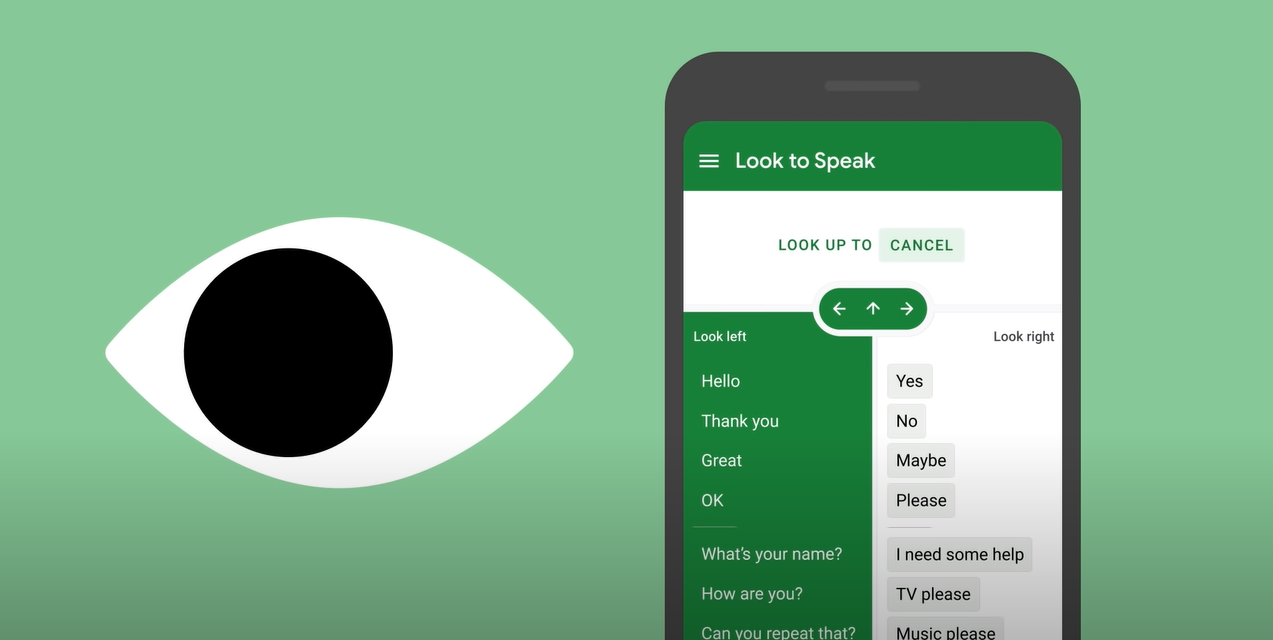 Look to Speak
LOOK UP TO CANCEL
Look left
Hello
Thank you
Great
OK
What's your name?
How are you?
Can you repeat that?
Look right
Yes
No
Maybe
Please
I need some help
TV please
Music please